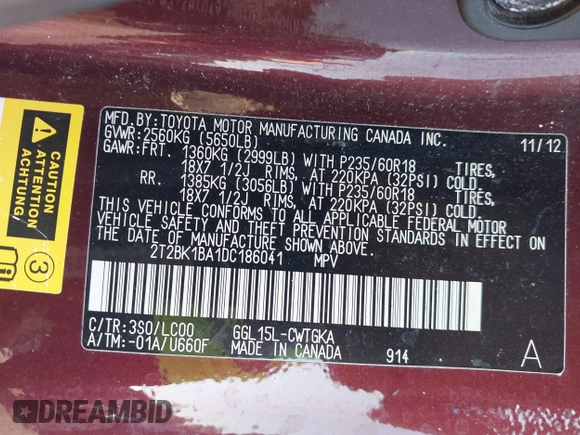 MFD.BY: TOYOTA MOTOR MANUFACTURING CANADA INC.
GVWR: 2560KG (5650LB) 11/12
GAWR: FRT. 1360KG (2999LB) WITH P235/60R18 TIRES,
18X7 1/2J RIMS, AT 220KPA (32PSI) COLD
RR. 1385KG (3056LB) WITH P235/60R18 TIRES,
18X7 1/2J RIMS, AT 220KPA (32PSI) COLD.
THIS VEHICLE CONFORMS TO ALL APPLICABLE FEDERAL MOTOR
VEHICLE SAFETY AND THEFT PREVENTION STANDARDS IN EFFECT ON
THE DATE OF MANUFACTURE SHOWN ABOVE.
2T2BK1BA1DC186041 MPV
C/TR: 3S0/LC00 GGL15L-CWTGKA
A/TM: -01A/U660F MADE IN CANADA 914 A
Caution
Attention
3
DREAMBID